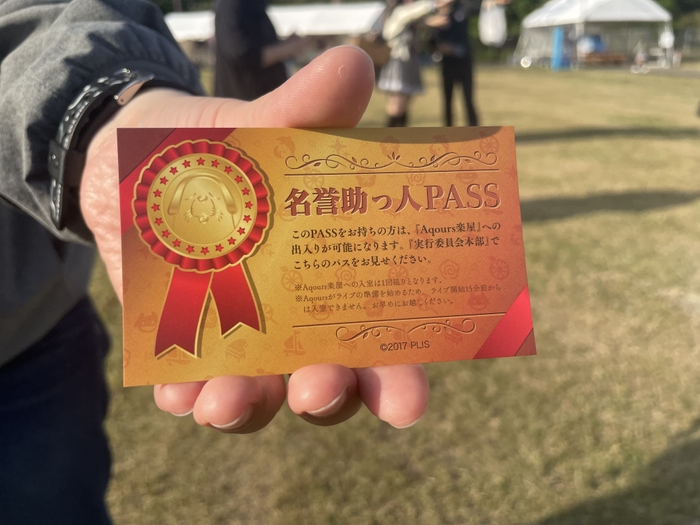 名誉助っ人PASS
このPASSをお持ちの方は、『Aqours楽屋』への
出入りが可能になります。『実行委員会本部』で
こちらのパスをお見せください。
※Aqours楽屋への入室は1回限りとなります。
※Aqoursがライブの準備を始めるため、ライブ開始15分前から
は入室できません。お早めにお越しください。
©2017 PLIS